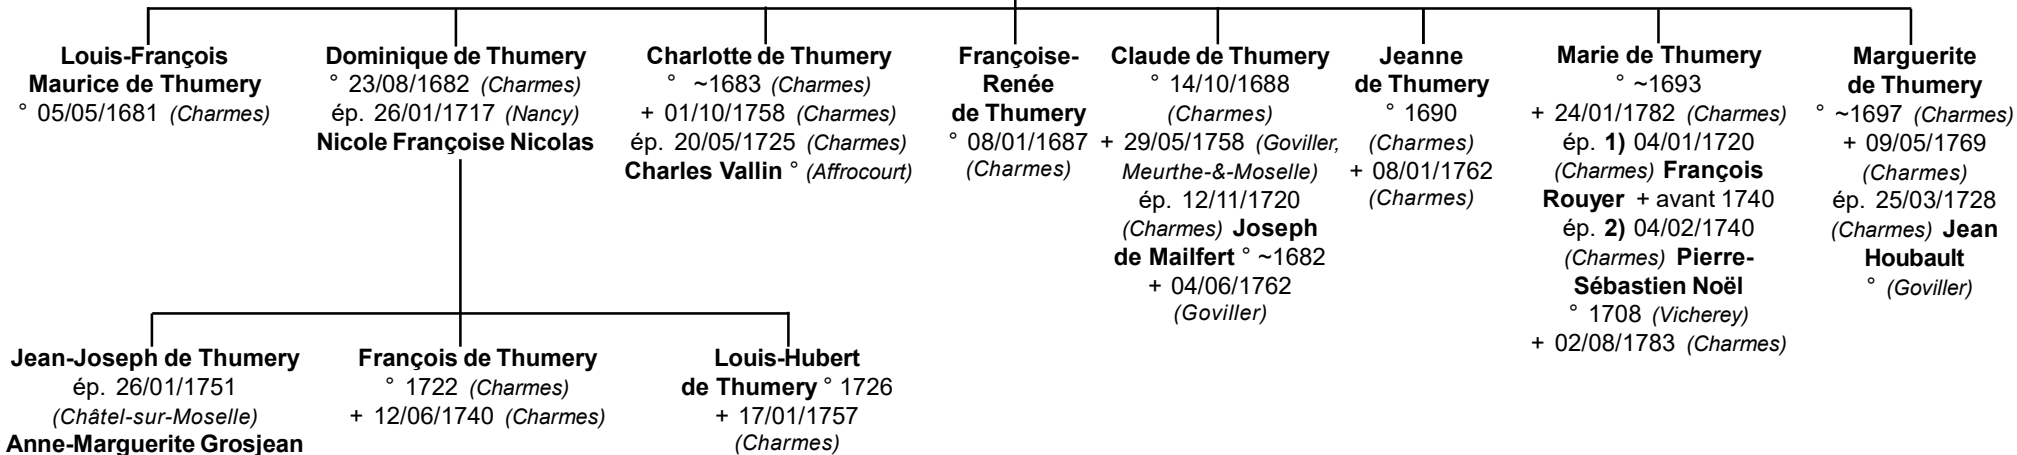 Louis-François
Maurice de Thumery
° 05/05/1681 (Charmes)
Dominique de Thumery
° 23/08/1682 (Charmes)
ép. 26/01/1717 (Nancy)
Nicole Françoise Nicolas
Charlotte de Thumery
° ~1683 (Charmes)
+ 01/10/1758 (Charmes)
ép. 20/05/1725 (Charmes)
Charles Vallin ° (Affrocourt)
Françoise-
Renée
de Thumery
° 08/01/1687
(Charmes)
Claude de Thumery
° 14/10/1688
(Charmes)
+ 29/05/1758 (Goviller,
Meurthe-&-Moselle)
ép. 12/11/1720
(Charmes) Joseph
de Mailfert ° ~1682
+ 04/06/1762
(Goviller)
Jeanne
de Thumery
° 1690
(Charmes)
+ 08/01/1762
(Charmes)
Marie de Thumery
° ~1693
+ 24/01/1782 (Charmes)
ép. 1) 04/01/1720
(Charmes) François
Rouyer + avant 1740
ép. 2) 04/02/1740
(Charmes) Pierre-
Sébastien Noël
° 1708 (Vicherey)
+ 02/08/1783 (Charmes)
Marguerite
de Thumery
° ~1697 (Charmes)
+ 09/05/1769
(Charmes)
ép. 25/03/1728
(Charmes) Jean
Houbault
° (Goviller)
Jean-Joseph de Thumery
ép. 26/01/1751
(Châtel-sur-Moselle)
Anne-Marguerite Grosjean
François de Thumery
° 1722 (Charmes)
+ 12/06/1740 (Charmes)
Louis-Hubert
de Thumery ° 1726
+ 17/01/1757
(Charmes)